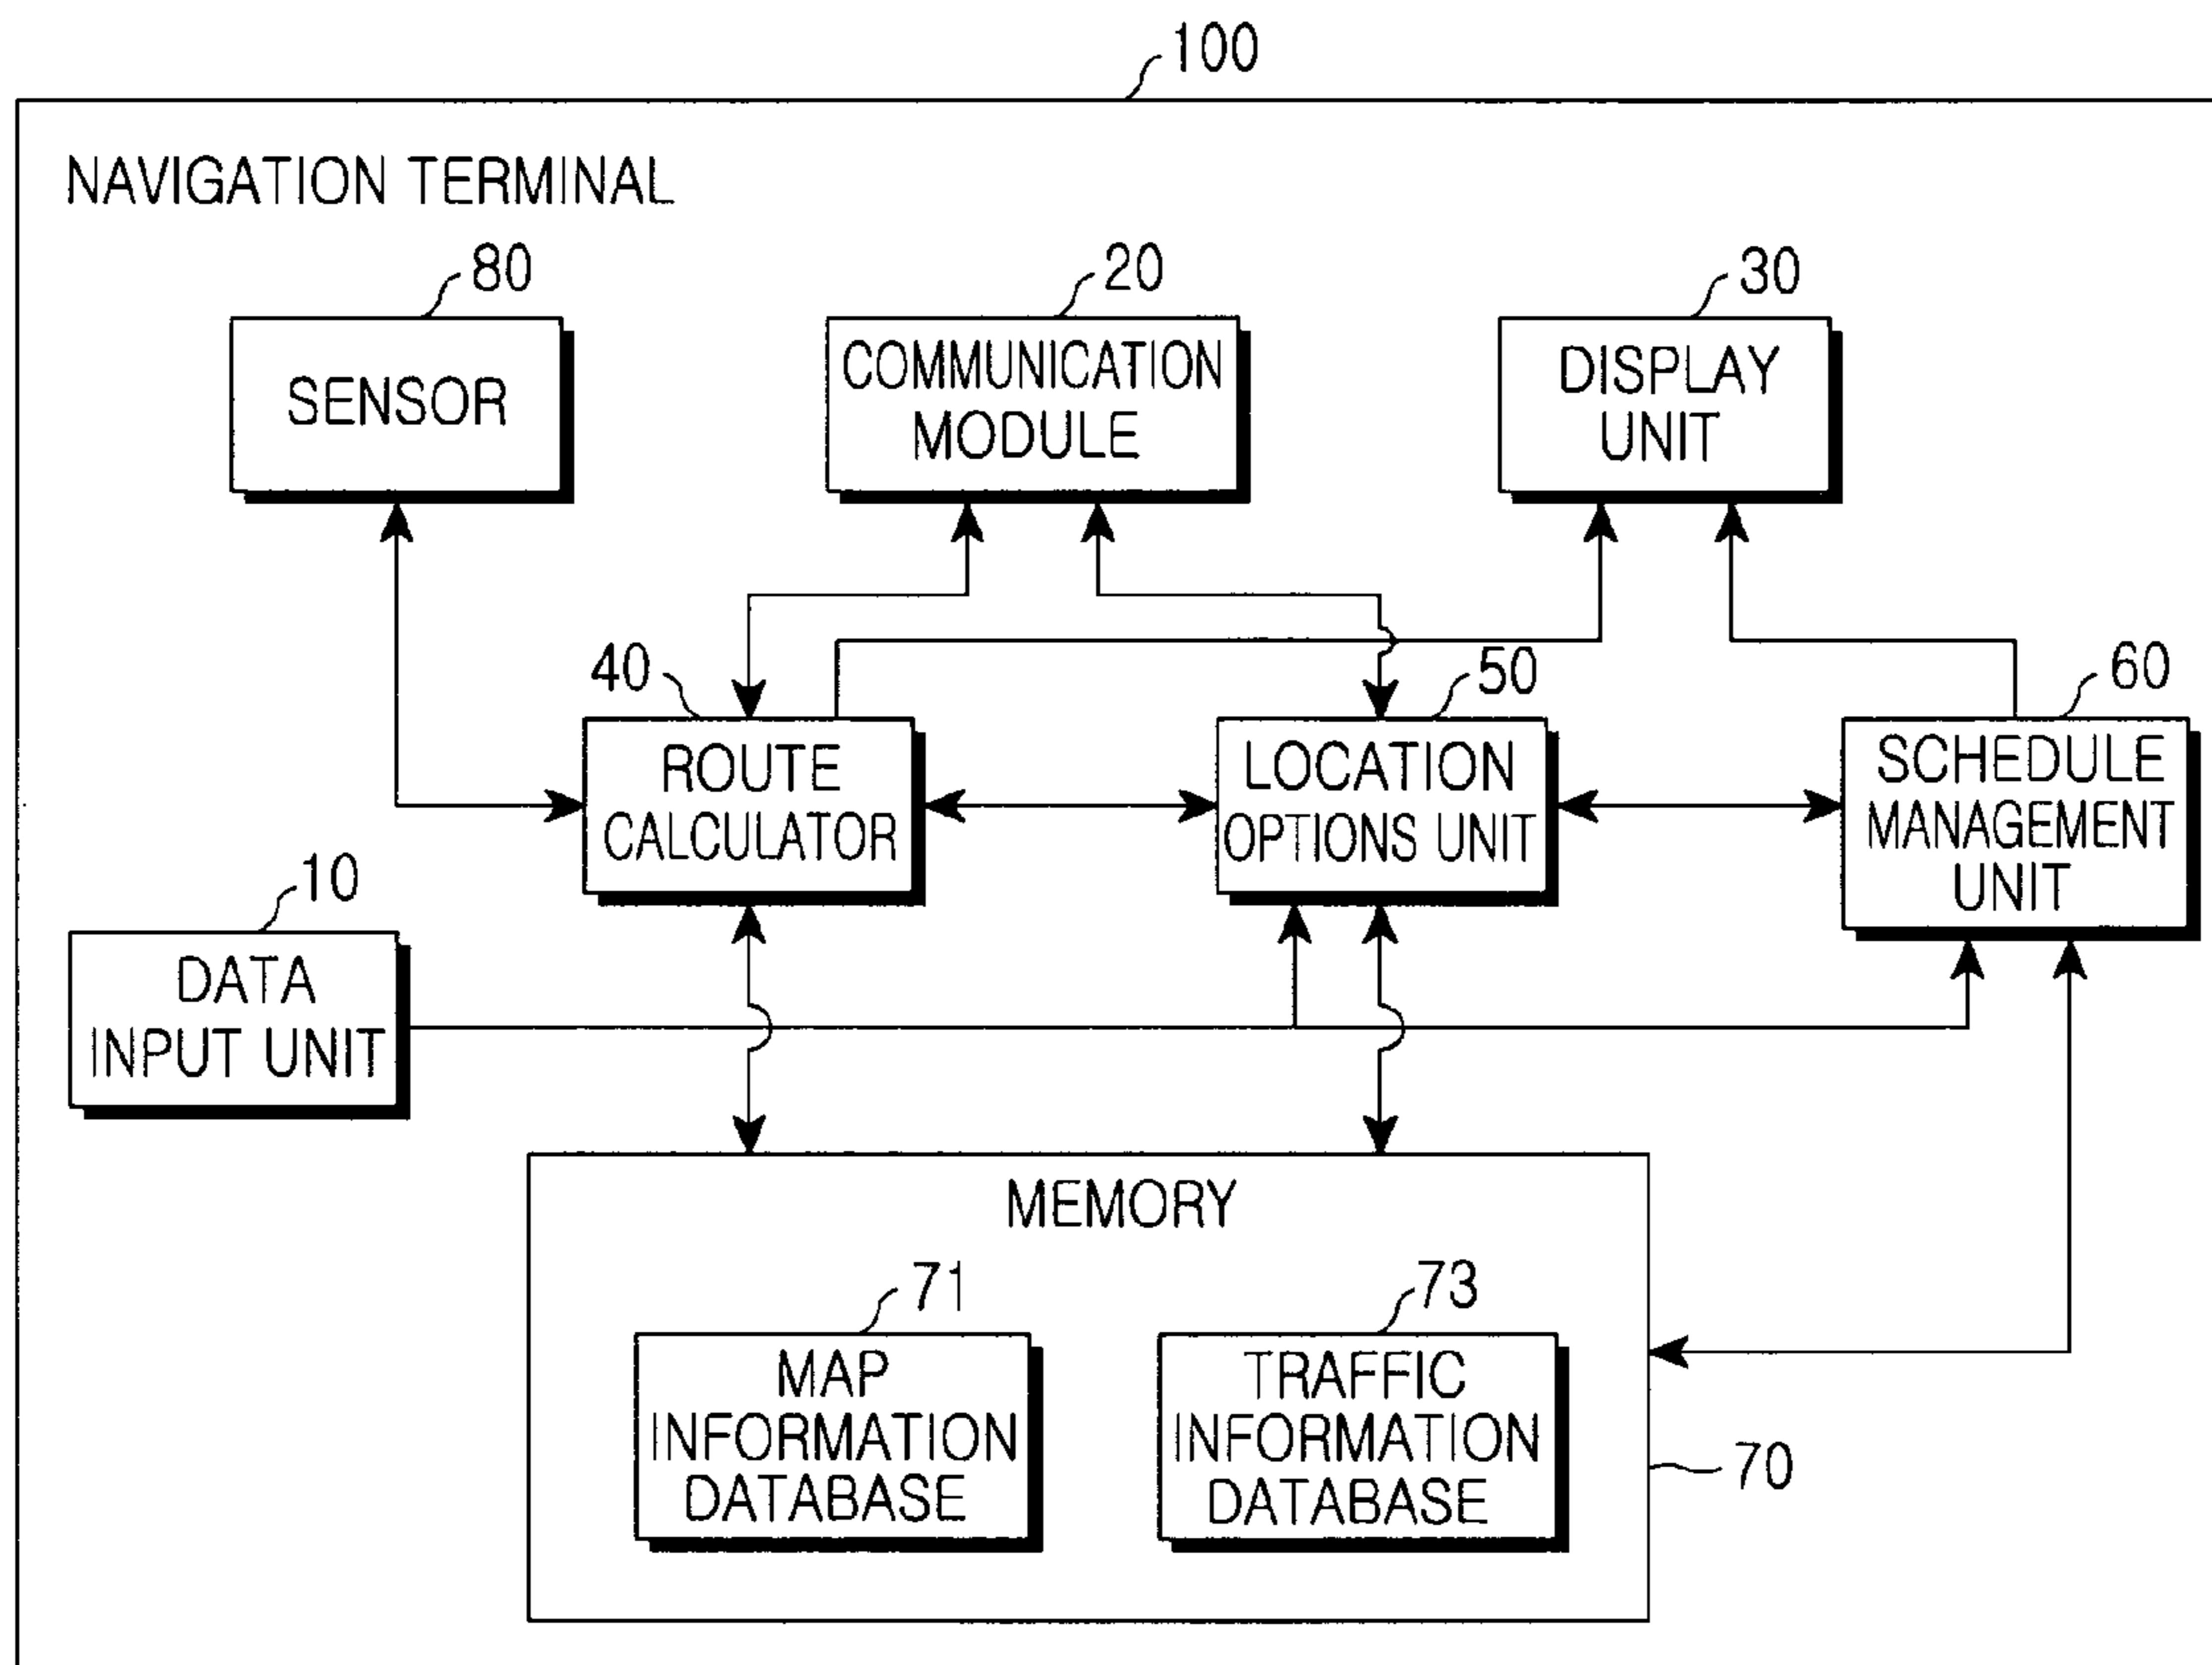 100
NAVIGATION TERMINAL
80
20
30
SENSOR
COMMUNICATION
MODULE
DISPLAY
UNIT
40
50
60
ROUTE
CALCULATOR
LOCATION
OPTIONS UNIT
SCHEDULE
MANAGEMENT
UNIT
10
DATA
INPUT UNIT
MEMORY
71
73
MAP
INFORMATION
DATABASE
TRAFFIC
INFORMATION
DATABASE
70